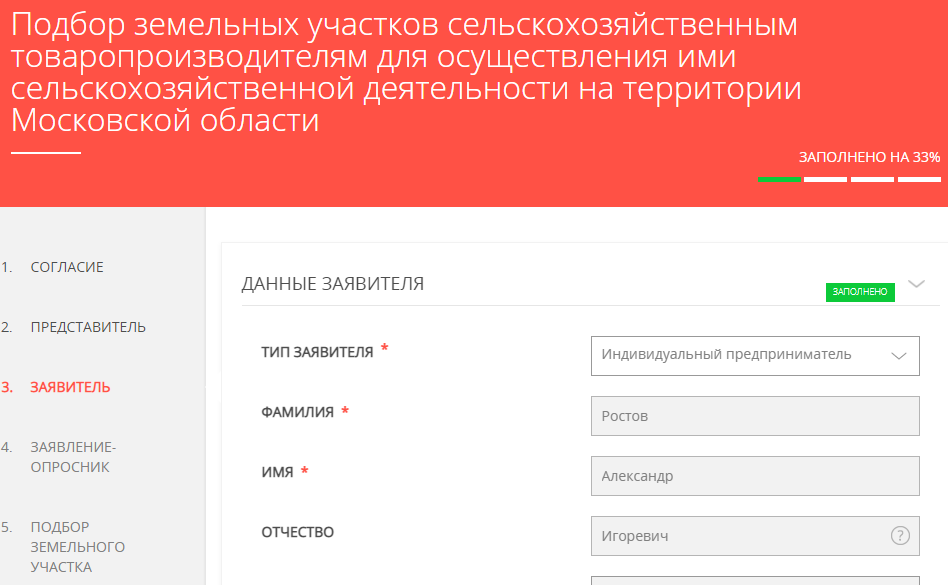 Подбор земельных участков сельскохозяйственным
товаропроизводителям для осуществления ими
сельскохозяйственной деятельности на территории
Московской области
ЗАПОЛНЕНО НА 33%
1. СОГЛАСИЕ
2. ПРЕДСТАВИТЕЛЬ
3. ЗАЯВИТЕЛЬ
4. ЗАЯВЛЕНИЕ-
ОПРОСНИК
5. ПОДБОР
ЗЕМЕЛЬНОГО
УЧАСТКА
ДАННЫЕ ЗАЯВИТЕЛЯ
ЗАПОЛНЕНО
ТИП ЗАЯВИТЕЛЯ * Индивидуальный предприниматель
ФАМИЛИЯ * Ростов
ИМЯ * Александр
ОТЧЕСТВО Игоревич ?